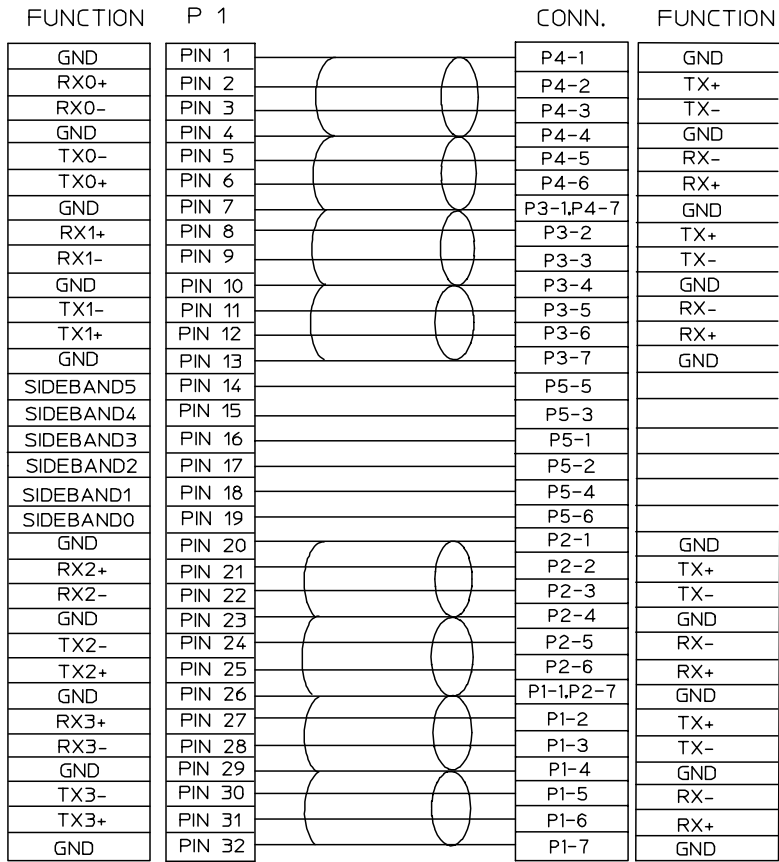 FUNCTION P 1 CONN. FUNCTION
GND PIN 1 P4-1 GND
RX0+ PIN 2 P4-2 TX+
RX0- PIN 3 P4-3 TX-
GND PIN 4 P4-4 GND
TX0- PIN 5 P4-5 RX-
TX0+ PIN 6 P4-6 RX+
GND PIN 7 P3-1,P4-7 GND
RX1+ PIN 8 P3-2 TX+
RX1- PIN 9 P3-3 TX-
GND PIN 10 P3-4 GND
TX1- PIN 11 P3-5 RX-
TX1+ PIN 12 P3-6 RX+
GND PIN 13 P3-7 GND
SIDEBAND5 PIN 14 P5-5
SIDEBAND4 PIN 15 P5-3
SIDEBAND3 PIN 16 P5-1
SIDEBAND2 PIN 17 P5-2
SIDEBAND1 PIN 18 P5-4
SIDEBAND0 PIN 19 P5-6
GND PIN 20 P2-1 GND
RX2+ PIN 21 P2-2 TX+
RX2- PIN 22 P2-3 TX-
GND PIN 23 P2-4 GND
TX2- PIN 24 P2-5 RX-
TX2+ PIN 25 P2-6 RX+
GND PIN 26 P1-1,P2-7 GND
RX3+ PIN 27 P1-2 TX+
RX3- PIN 28 P1-3 TX-
GND PIN 29 P1-4 GND
TX3- PIN 30 P1-5 RX-
TX3+ PIN 31 P1-6 RX+
GND PIN 32 P1-7 GND